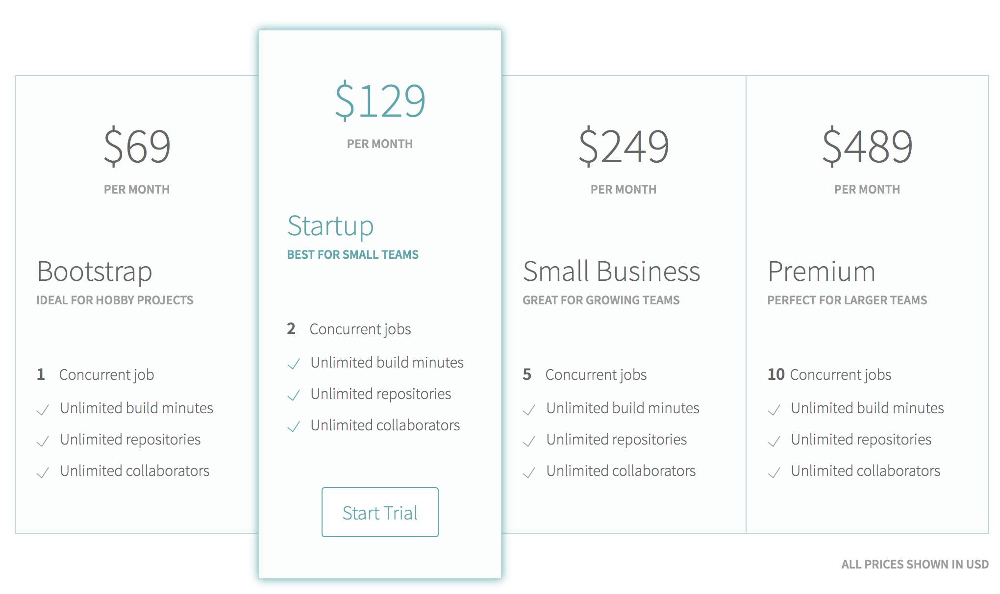 $69
PER MONTH
Bootstrap
IDEAL FOR HOBBY PROJECTS
1 Concurrent job
Unlimited build minutes
Unlimited repositories
Unlimited collaborators
$129
PER MONTH
Startup
BEST FOR SMALL TEAMS
2 Concurrent jobs
Unlimited build minutes
Unlimited repositories
Unlimited collaborators
Start Trial
$249
PER MONTH
Small Business
GREAT FOR GROWING TEAMS
5 Concurrent jobs
Unlimited build minutes
Unlimited repositories
Unlimited collaborators
$489
PER MONTH
Premium
PERFECT FOR LARGER TEAMS
10 Concurrent jobs
Unlimited build minutes
Unlimited repositories
Unlimited collaborators
ALL PRICES SHOWN IN USD